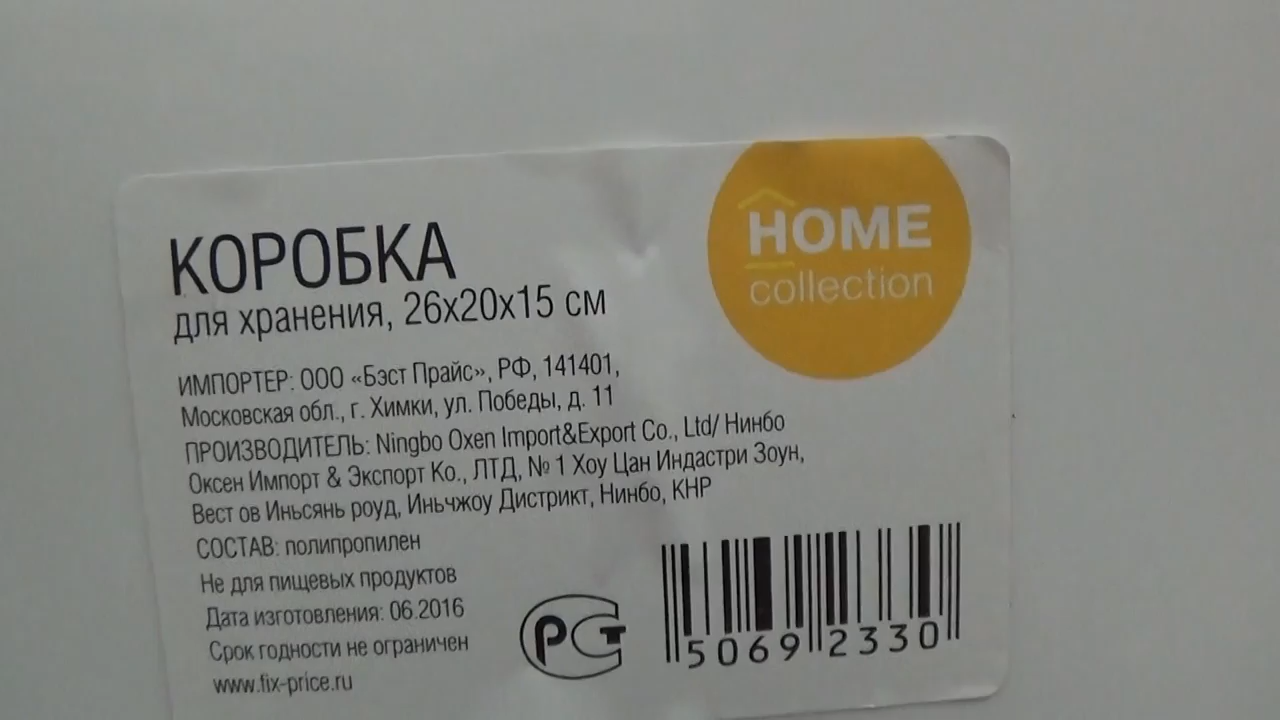 HOME
collection
КОРОБКА
для хранения, 26х20х15 см
ИМПОРТЕР: ООО «Бэст Прайс», РФ, 141401,
Московская обл., г. Химки, ул. Победы, д. 11
ПРОИЗВОДИТЕЛЬ: Ningbo Oxen Import&Export Co., Ltd/ Нинбо
Оксен Импорт & Экспорт Ко., ЛТД, № 1 Хоу Цан Индастри Зоун,
Вест ов Иньсянь роуд, Иньчжоу Дистрикт, Нинбо, КНР
СОСТАВ: полипропилен
Не для пищевых продуктов
Дата изготовления: 06.2016
Срок годности не ограничен
www.fix-price.ru
РСТ
5069 2330